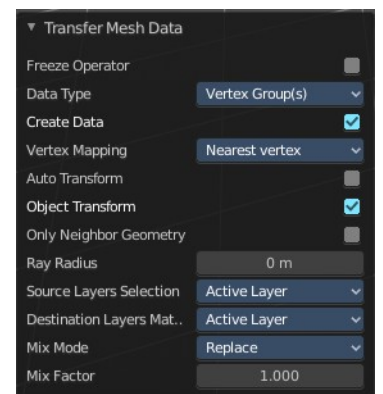 Transfer Mesh Data
Freeze Operator
Data Type Vertex Group(s)
Create Data
Vertex Mapping Nearest vertex
Auto Transform
Object Transform
Only Neighbor Geometry
Ray Radius 0 m
Source Layers Selection Active Layer
Destination Layers Mat.. Active Layer
Mix Mode Replace
Mix Factor 1.000